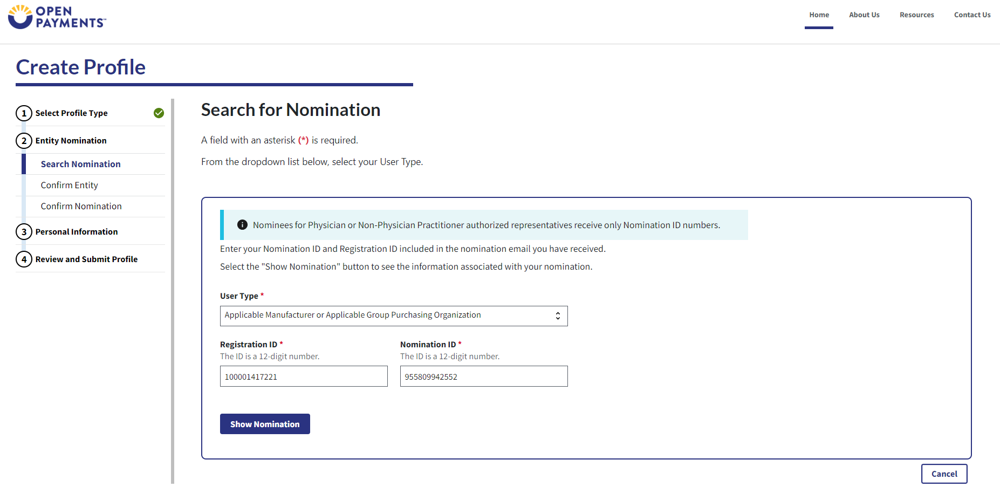 OPEN
PAYMENTS™
Home About Us Resources Contact Us
Create Profile
1 Select Profile Type
2 Entity Nomination
Search Nomination
Confirm Entity
Confirm Nomination
3 Personal Information
4 Review and Submit Profile
Search for Nomination
A field with an asterisk (*) is required.
From the dropdown list below, select your User Type.
Nominees for Physician or Non-Physician Practitioner authorized representatives receive only Nomination ID numbers.
Enter your Nomination ID and Registration ID included in the nomination email you have received.
Select the "Show Nomination" button to see the information associated with your nomination.
User Type *
Applicable Manufacturer or Applicable Group Purchasing Organization
Registration ID *
The ID is a 12-digit number.
100001417221
Nomination ID *
The ID is a 12-digit number.
955809942552
Show Nomination
Cancel